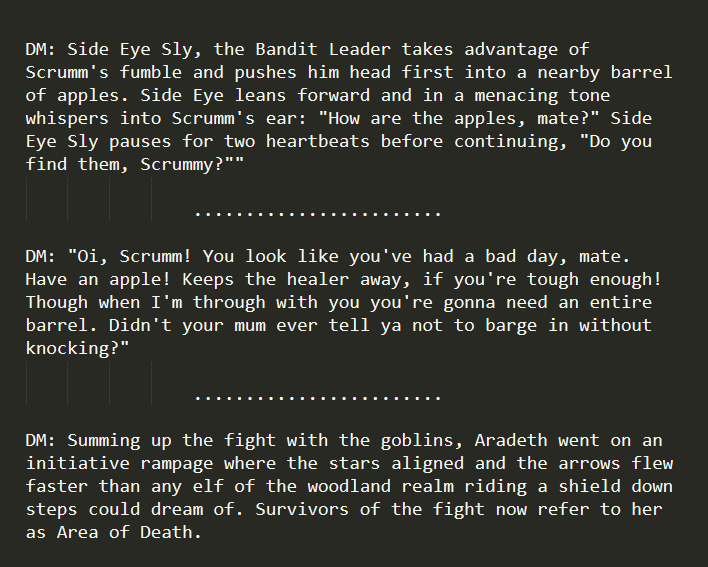 DM: Side Eye Sly, the Bandit Leader takes advantage of
Scrumm's fumble and pushes him head first into a nearby barrel
of apples. Side Eye leans forward and in a menacing tone
whispers into Scrumm's ear: "How are the apples, mate?" Side
Eye Sly pauses for two heartbeats before continuing, "Do you
find them, Scrummy?""
........................
DM: "Oi, Scrumm! You look like you've had a bad day, mate.
Have an apple! Keeps the healer away, if you're tough enough!
Though when I'm through with you you're gonna need an entire
barrel. Didn't your mum ever tell ya not to barge in without
knocking?"
........................
DM: Summing up the fight with the goblins, Aradeth went on an
initiative rampage where the stars aligned and the arrows flew
faster than any elf of the woodland realm riding a shield down
steps could dream of. Survivors of the fight now refer to her
as Area of Death.